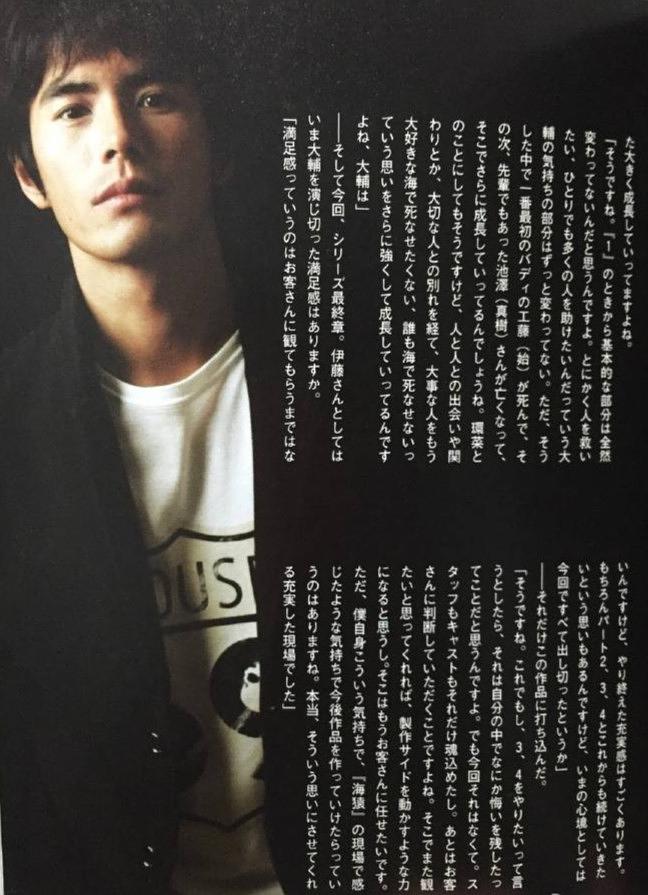 た大きく成長していってますよね。
「そうですね。『1』のときから基本的な部分は全然
変わってないんだと思うんですよ。とにかく人を救い
たい、ひとりでも多くの人を助けたいんだっていう大
輔の気持ちの部分はずっと変わってない。ただ、そう
した中で一番最初のバディの工藤（始）が死んで、そ
の次、先輩でもあった池澤（真樹）さんが亡くなって、
そこでさらに成長していってるんでしょうね。環菜と
のことにしてもそうですけど、人と人との出会いや関
わりとか、大切な人との別れを経て、大事な人をもう
大好きな海で死なせたくない、誰も海で死なせないっ
ていう思いをさらに強くして成長していってるんです
よね、大輔は」
――そして今回、シリーズ最終章。伊藤さんとしては
いま大輔を演じ切った満足感はありますか。
「満足感っていうのはお客さんに観てもらうまではな
いんですけど、やり終えた充実感はすごくあります。
もちろんパート2、3、4とこれからも続けていきた
いという思いもあるんですけど、いまの心境としては
今回ですべて出し切ったというか」
――それだけこの作品に打ち込んだ。
「そうですね。これでもし、3、4をやりたいって言
うとしたら、それは自分の中でなにか悔いを残したっ
てことだと思うんですよ。でも今回それはなくて。ス
タッフもキャストもそれだけ魂込めたし。あとはお客
さんに判断していただくことですよね。そこでまた観
たいと思ってくれれば、製作サイドを動かすような力
になると思うし。そこはもうお客さんに任せたいです。
ただ、僕自身こういう気持ちで、『海猿』の現場で感
じたような気持ちで今後作品を作っていけたらってい
うのはありますね。本当、そういう思いにさせてくれ
る充実した現場でした」
OUS